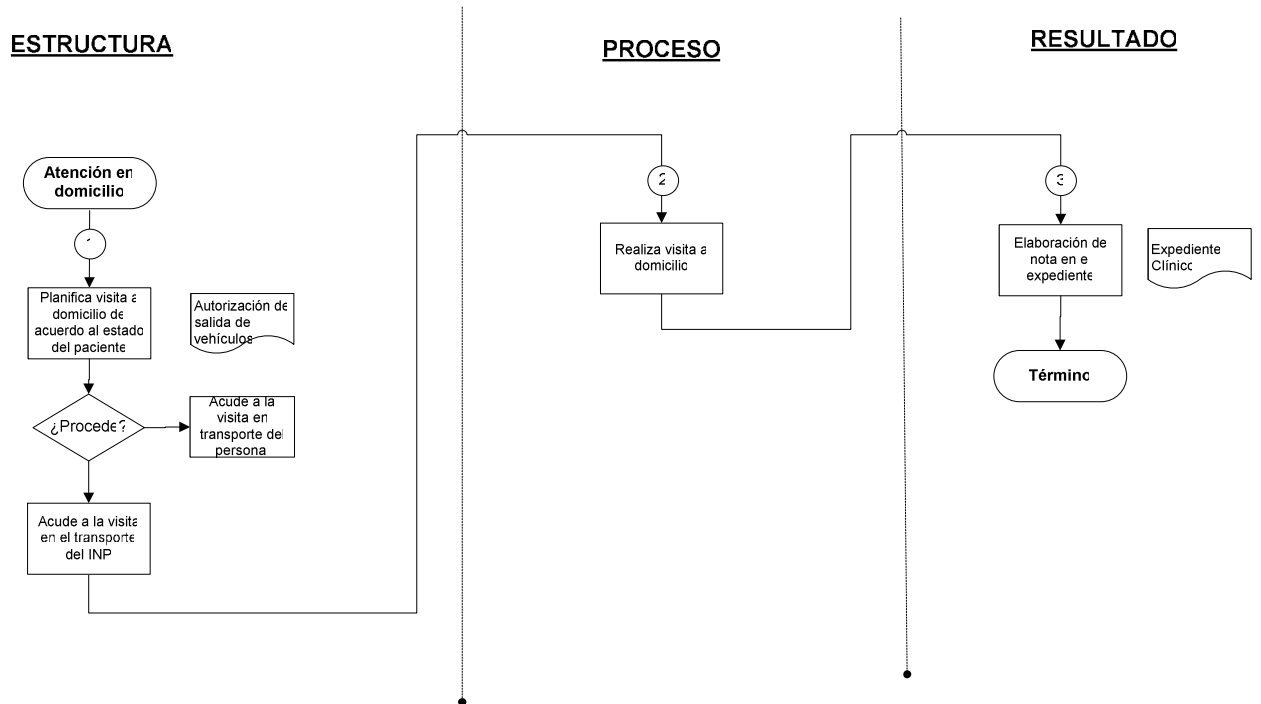 ESTRUCTURA
PROCESO
RESULTADO
Atención en
domicilio
Planifica visita a
domicilio de
acuerdo al estado
del paciente
Autorización de
salida de
vehículos
¿Procede?
Acude a la
visita en
transporte del
persona
Acude a la visita
en el transporte
del INP
2
Realiza visita a
domicilio
3
Elaboración de
nota en e
expediente
Expediente
Clínico
Término